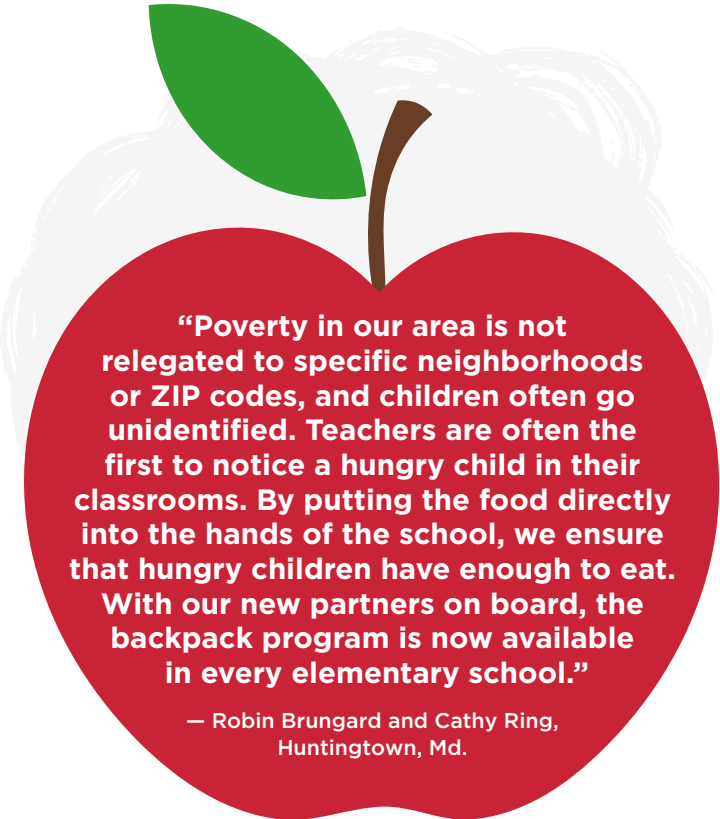 “Poverty in our area is not
relegated to specific neighborhoods
or ZIP codes, and children often go
unidentified. Teachers are often the
first to notice a hungry child in their
classrooms. By putting the food directly
into the hands of the school, we ensure
that hungry children have enough to eat.
With our new partners on board, the
backpack program is now available
in every elementary school.”
— Robin Brungard and Cathy Ring,
Huntingtown, Md.